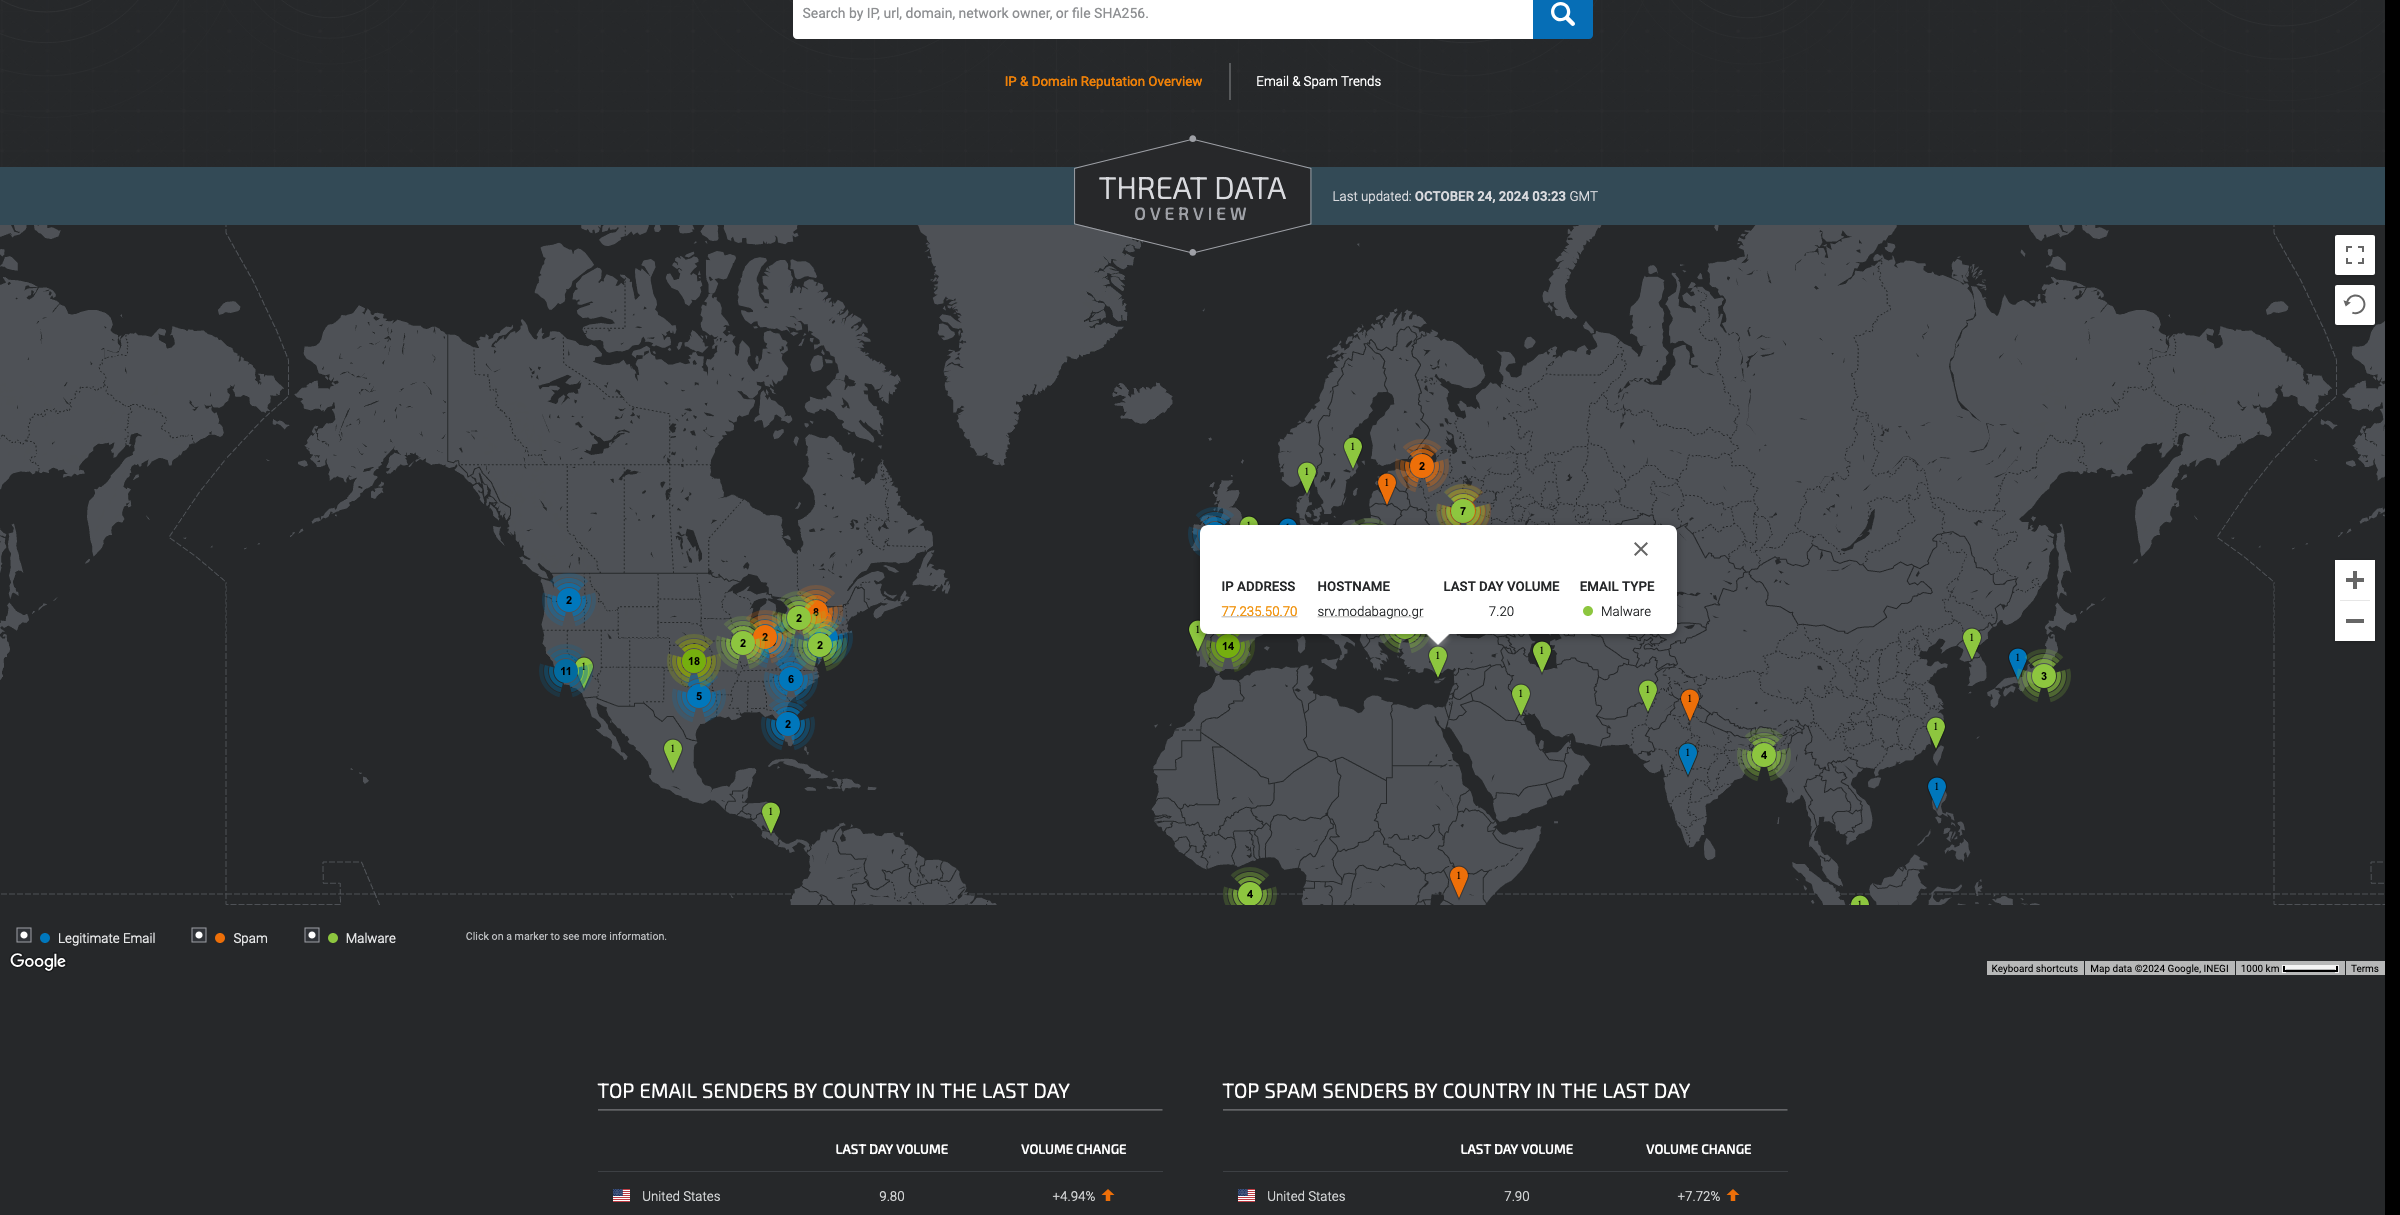 Search by IP, url, domain, network owner, or file SHA256.
IP & Domain Reputation Overview
Email & Spam Trends
THREAT DATA
OVERVIEW
Last updated: OCTOBER 24, 2024 03:23 GMT
1
1
2
1
7
1
IP ADDRESS HOSTNAME LAST DAY VOLUME EMAIL TYPE
77.235.50.70 srv.modabagno.gr 7.20 Malware
2
8
2
2
2
2
1
14
18
11
1
5
6
2
1
1
1
1
1
1
1
1
1
3
1
4
1
1
1
4
1
1
Legitimate Email
Spam
Malware
Click on a marker to see more information.
Google
Keyboard shortcuts
Map data ©2024 Google, INEGI
1000 km
Terms
TOP EMAIL SENDERS BY COUNTRY IN THE LAST DAY
LAST DAY VOLUME VOLUME CHANGE
United States 9.80 +4.94%
TOP SPAM SENDERS BY COUNTRY IN THE LAST DAY
LAST DAY VOLUME VOLUME CHANGE
United States 7.90 +7.72%